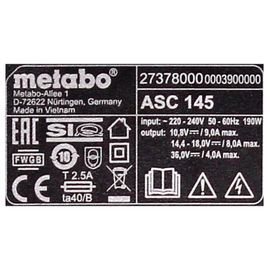 metabo
Metabo-Allee 1
D-72622 Nürtingen, Germany
Made in Vietnam
27378000 0003900000
ASC 145
input: ~ 220 - 240V 50 - 60Hz 190W
output: 10,8V ⎓ / 9,0A max.
14,4 - 18,0V ⎓ / 8,0A max.
36,0V ⎓ / 4,0A max.
EAC
FWGB
10
T 2.5A
ta40/B